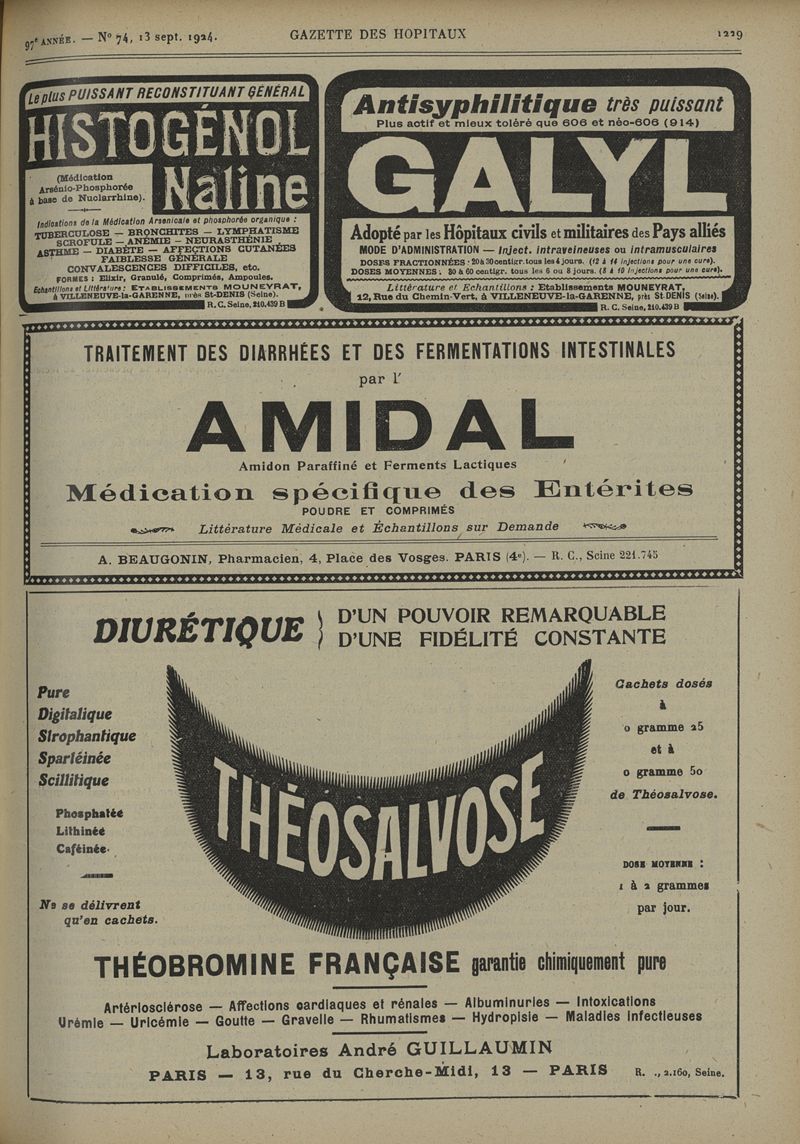 97e ANNÉE. — No 74, 13 sept. 1924.
GAZETTE DES HOPITAUX
1229
Le plus PUISSANT RECONSTITUANT GÉNÉRAL
HISTOGÉNOL
(Médication
Arsénio-Phosphorée
à base de Nuclarrhine).
Naline
Indications de la Médication Arsenicale et phosphorée organique :
TUBERCULOSE — BRONCHITES — LYMPHATISME
SCROFULE — ANÉMIE — NEURASTHÉNIE
ASTHME — DIABÈTE — AFFECTIONS CUTANÉES
FAIBLESSE GÉNÉRALE
CONVALESCENCES DIFFICILES, etc.
FORMES : Elixir, Granulé, Comprimés, Ampoules.
Echantillons et Littérature : ETABLISSEMENTS MOUNEYRAT,
à VILLENEUVE-la-GARENNE, près St-DENIS (Seine).
R. C. Seine, 210.439 B
Antisyphilitique très puissant
Plus actif et mieux toléré que 606 et néo-606 (914)
GALYL
Adopté par les Hôpitaux civils et militaires des Pays alliés
MODE D'ADMINISTRATION — Inject. intraveineuses ou intramusculaires
DOSES FRACTIONNÉES : 20 à 30 centigr. tous les 4 jours. (12 à 14 injections pour une cure).
DOSES MOYENNES : 30 à 60 centigr. tous les 6 ou 8 jours. (8 à 10 injections pour une cure).
Littérature et Echantillons : Etablissements MOUNEYRAT,
12, Rue du Chemin-Vert, à VILLENEUVE-la-GARENNE, près St-DENIS (Seine).
R. C. Seine, 210.439 B
TRAITEMENT DES DIARRHÉES ET DES FERMENTATIONS INTESTINALES
par l'
AMIDAL
Amidon Paraffiné et Ferments Lactiques
Médication spécifique des Entérites
POUDRE ET COMPRIMÉS
Littérature Médicale et Échantillons sur Demande
A. BEAUGONIN, Pharmacien, 4, Place des Vosges. PARIS (4e). — R. C., Seine 221.745
DIURÉTIQUE } D'UN POUVOIR REMARQUABLE
D'UNE FIDÉLITÉ CONSTANTE
Pure
Digitalique
Strophantique
Spartéinée
Scillitique
Phosphatée
Lithinée
Caféinée
Ne se délivrent
qu'en cachets.
THÉOSALVOSE
Cachets dosés
à
0 gramme 25
et à
0 gramme 50
de Théosalvose.
DOSE MOYENNE :
1 à 2 grammes
par jour.
THÉOBROMINE FRANÇAISE garantie chimiquement pure
Artériosclérose — Affections cardiaques et rénales — Albuminuries — Intoxications
Urémie — Uricémie — Goutte — Gravelle — Rhumatismes — Hydropisie — Maladies infectieuses
Laboratoires André GUILLAUMIN
PARIS — 13, rue du Cherche-Midi, 13 — PARIS R. ., 2.160, Seine.